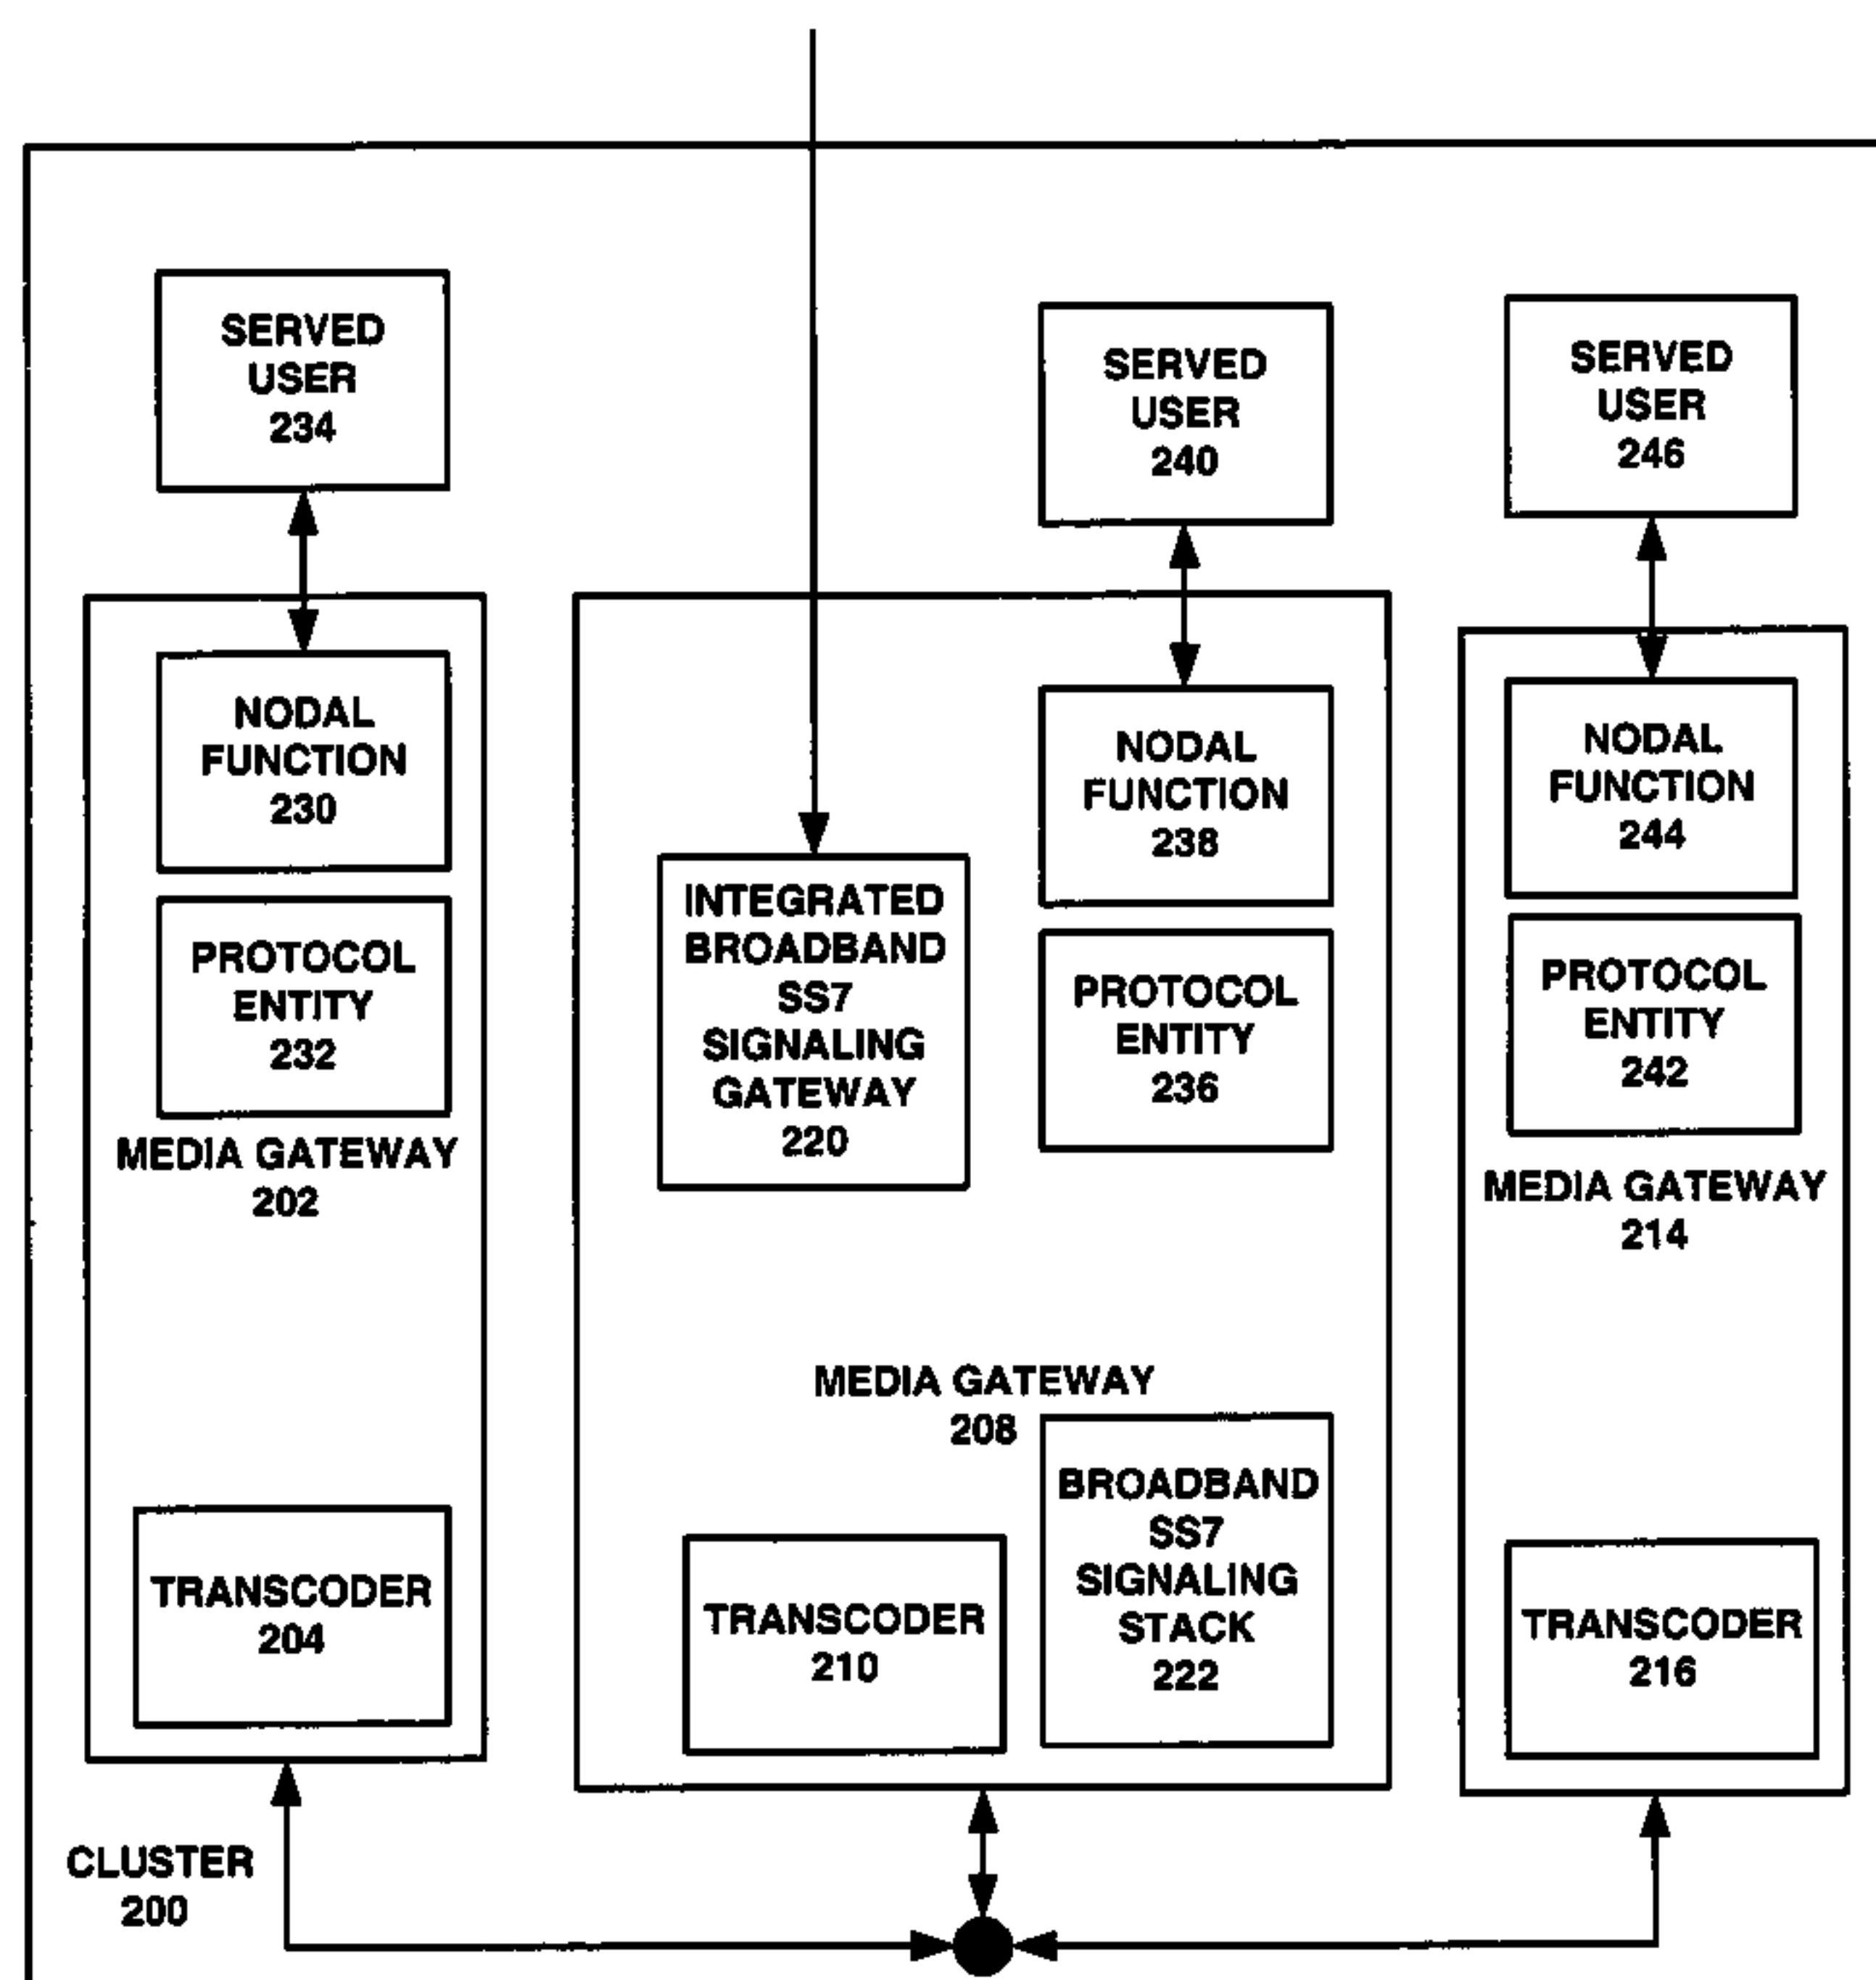 SERVED
USER
234
NODAL
FUNCTION
230
PROTOCOL
ENTITY
232
MEDIA GATEWAY
202
TRANSCODER
204
SERVED
USER
240
NODAL
FUNCTION
238
INTEGRATED
BROADBAND
SS7
SIGNALING
GATEWAY
220
PROTOCOL
ENTITY
236
MEDIA GATEWAY
208
TRANSCODER
210
BROADBAND
SS7
SIGNALING
STACK
222
SERVED
USER
246
NODAL
FUNCTION
244
PROTOCOL
ENTITY
242
MEDIA GATEWAY
214
TRANSCODER
216
CLUSTER
200